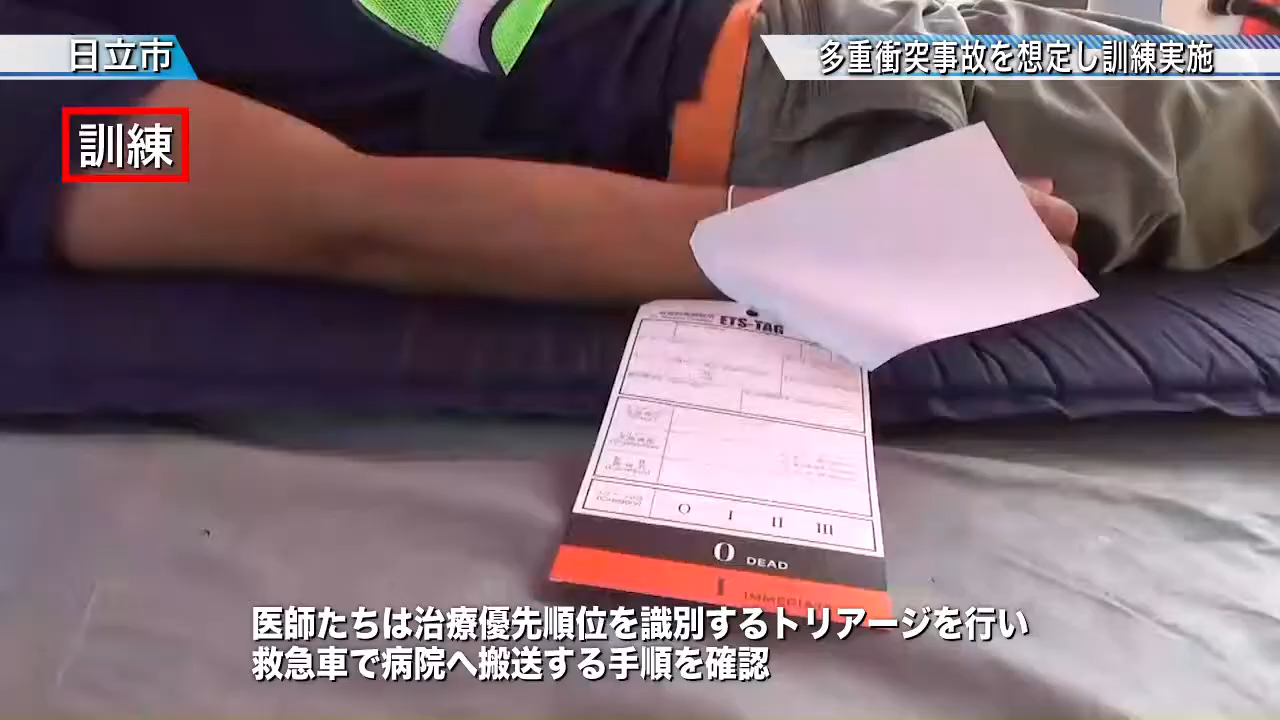 日立市
多重衝突事故を想定し訓練実施
訓練
ETS-TAG
O I II III
0 DEAD
I IMMEDIATE
医師たちは治療優先順位を識別するトリアージを行い
救急車で病院へ搬送する手順を確認